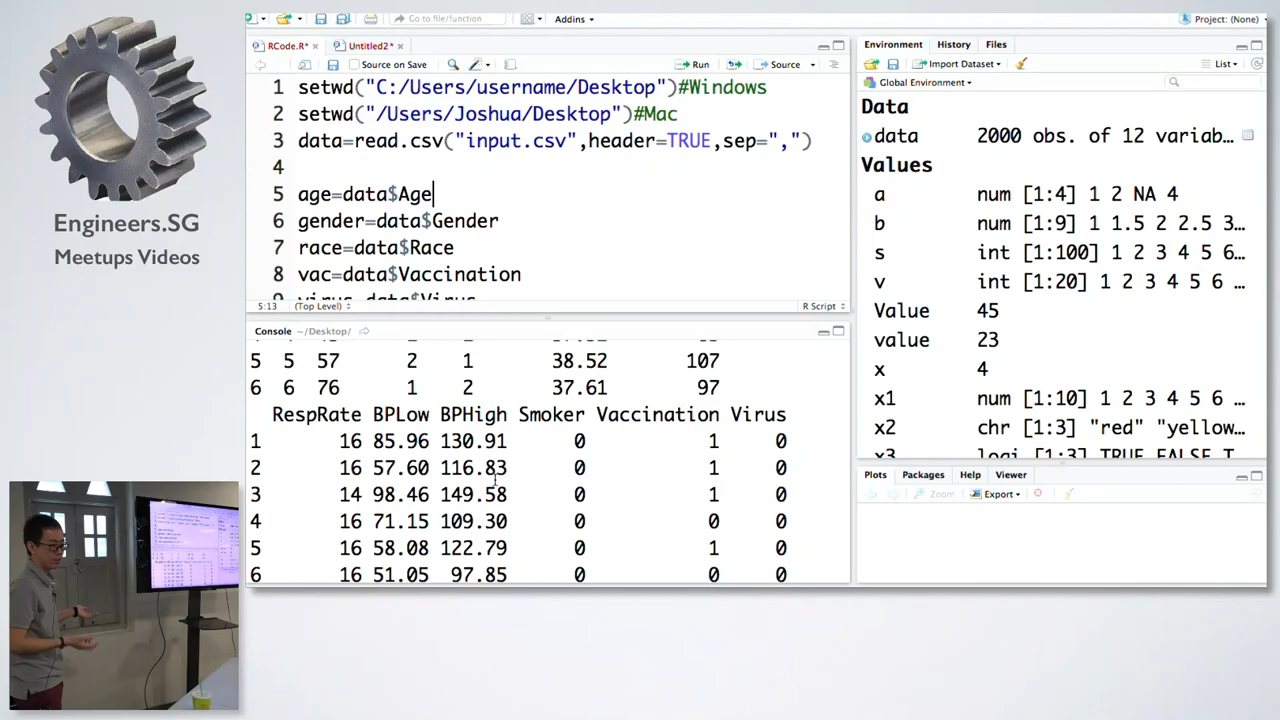 Engineers.SG
Meetups Videos
Go to file/function
Addins
Project: (None)
RCode.R* ×
Untitled2* ×
Source on Save
Run
Source
1 setwd("C:/Users/username/Desktop")#Windows
2 setwd("/Users/Joshua/Desktop")#Mac
3 data=read.csv("input.csv",header=TRUE,sep=",")
4
5 age=data$Age
6 gender=data$Gender
7 race=data$Race
8 vac=data$Vaccination
5:13 (Top Level) R Script
Console ~/Desktop/
5 5 57 2 1 38.52 107
6 6 76 1 2 37.61 97
RespRate BPLow BPHigh Smoker Vaccination Virus
1 16 85.96 130.91 0 1 0
2 16 57.60 116.83 0 1 0
3 14 98.46 149.58 0 1 0
4 16 71.15 109.30 0 0 0
5 16 58.08 122.79 0 1 0
6 16 51.05 97.85 0 0 0
Environment History Files
Import Dataset List
Global Environment
Data
data 2000 obs. of 12 variab…
Values
a num [1:4] 1 2 NA 4
b num [1:9] 1 1.5 2 2.5 3…
s int [1:100] 1 2 3 4 5 6…
v int [1:20] 1 2 3 4 5 6 …
Value 45
value 23
x 4
x1 num [1:10] 1 2 3 4 5 6 …
x2 chr [1:3] "red" "yellow…
Plots Packages Help Viewer
Zoom Export